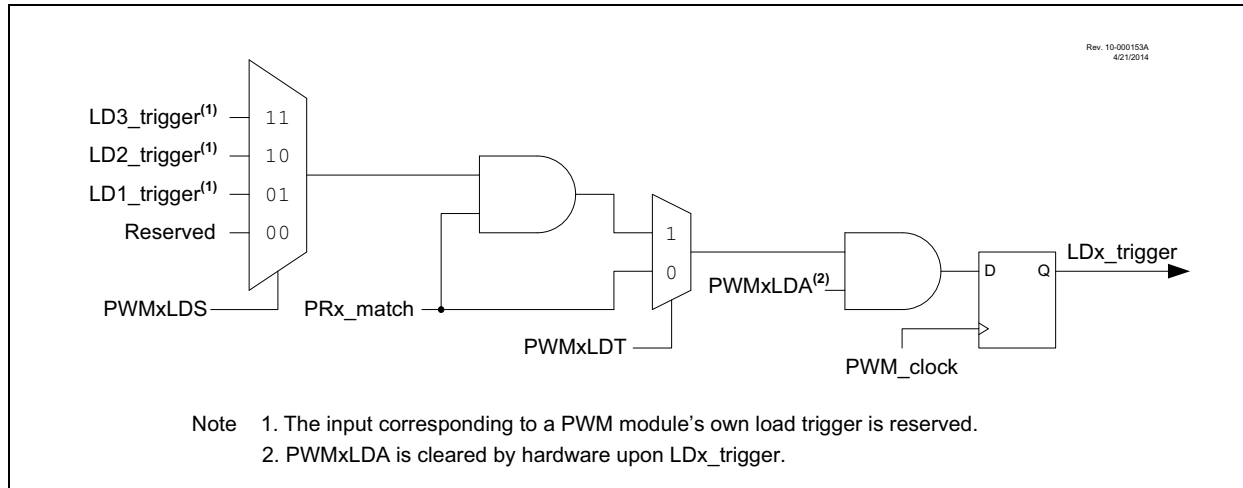 Rev. 10-000153A
4/21/2014
LD3_trigger(1)
11
LD2_trigger(1)
10
LD1_trigger(1)
01
Reserved
00
PWMxLDS
PRx_match
1
0
PWMxLDT
PWMxLDA(2)
D
Q
LDx_trigger
PWM_clock
Note 1. The input corresponding to a PWM module's own load trigger is reserved.
2. PWMxLDA is cleared by hardware upon LDx_trigger.